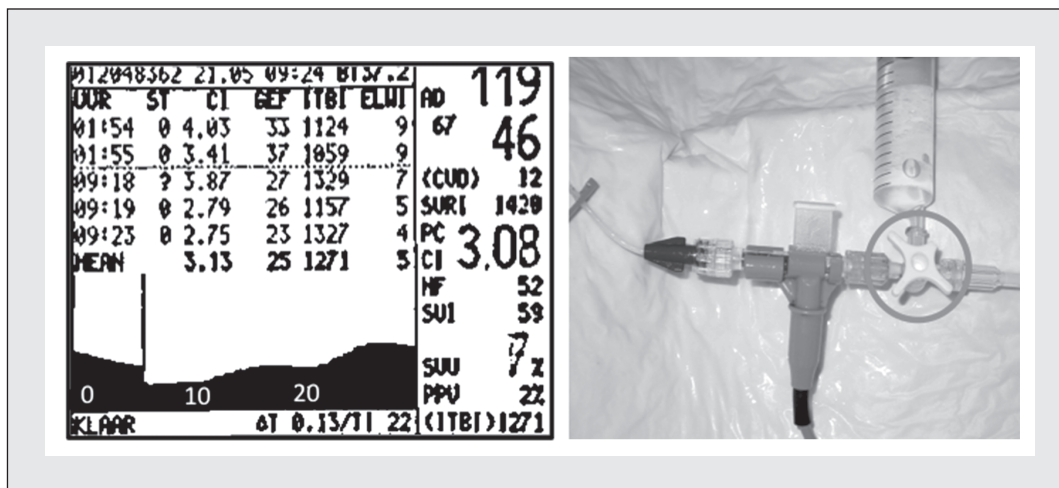 012048362 21.05 09:24 BT37.2
UUR ST CI GEF ITBI ELWI
01:54 0 4.03 33 1124 9
01:55 0 3.41 37 1059 9
09:18 ? 3.87 27 1329 7
09:19 0 2.79 26 1157 5
09:23 0 2.75 23 1327 4
MEAN 3.13 25 1271 5
0 10 20
KLAAR ΔT 0.13/TI 22
AD 119
67 46
(CVD) 12
SVRI 1420
PC
CI 3.08
HF 52
SVI 59
SVV 7%
PPV 2%
(ITBI)1271